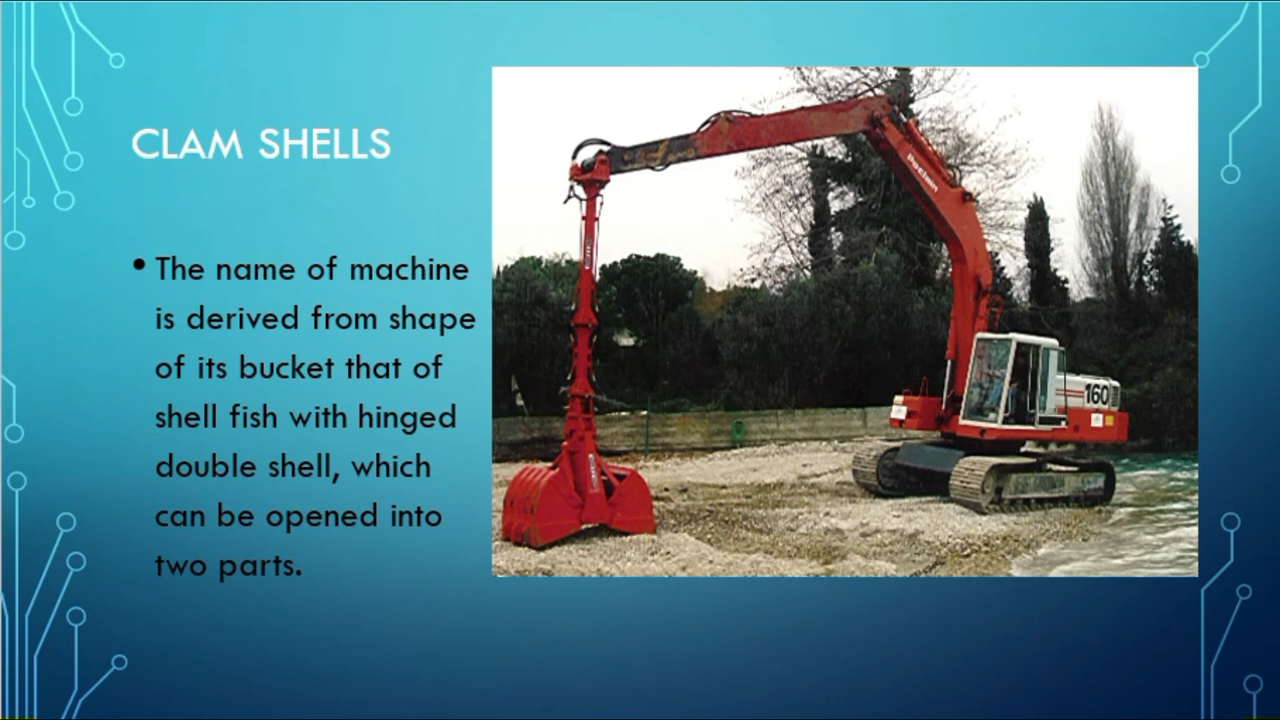 CLAM SHELLS
• The name of machine
is derived from shape
of its bucket that of
shell fish with hinged
double shell, which
can be opened into
two parts.
Poclain
160